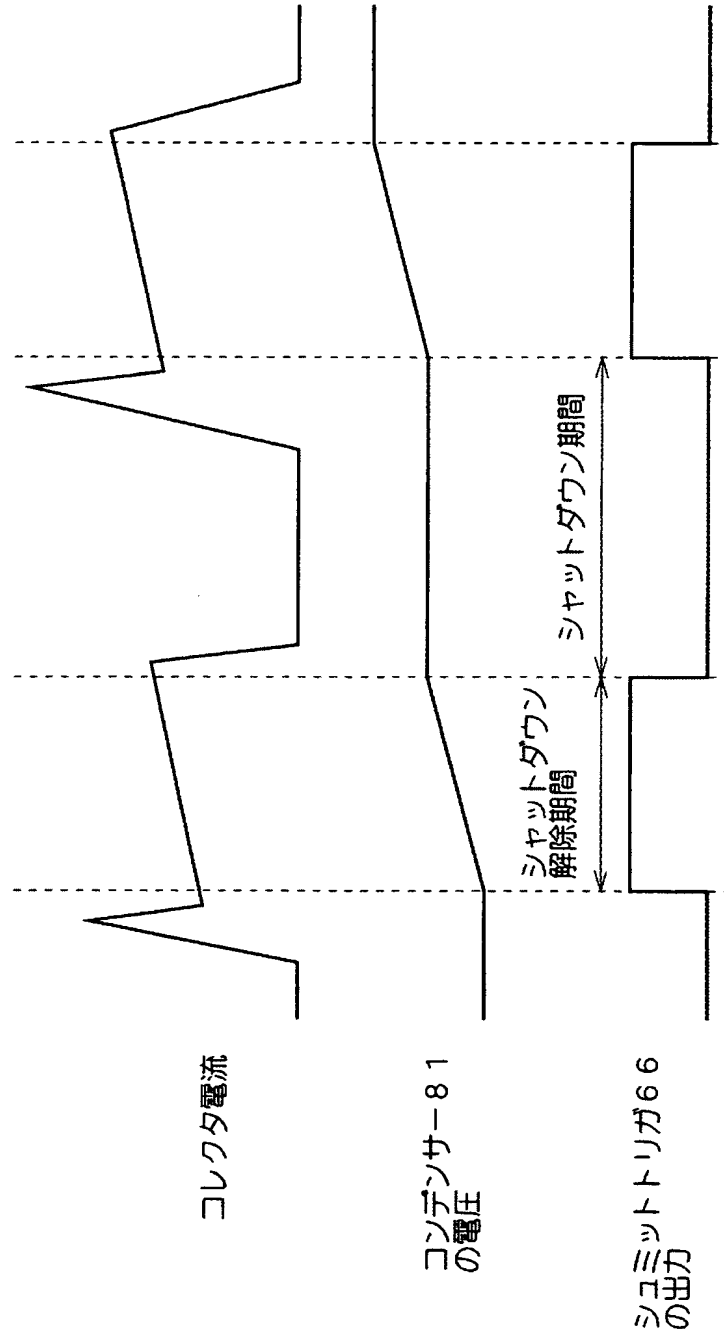 コレクタ電流
コンデンサー81
の電圧
シャットダウン
解除期間
シャットダウン期間
シュミットトリガ66
の出力